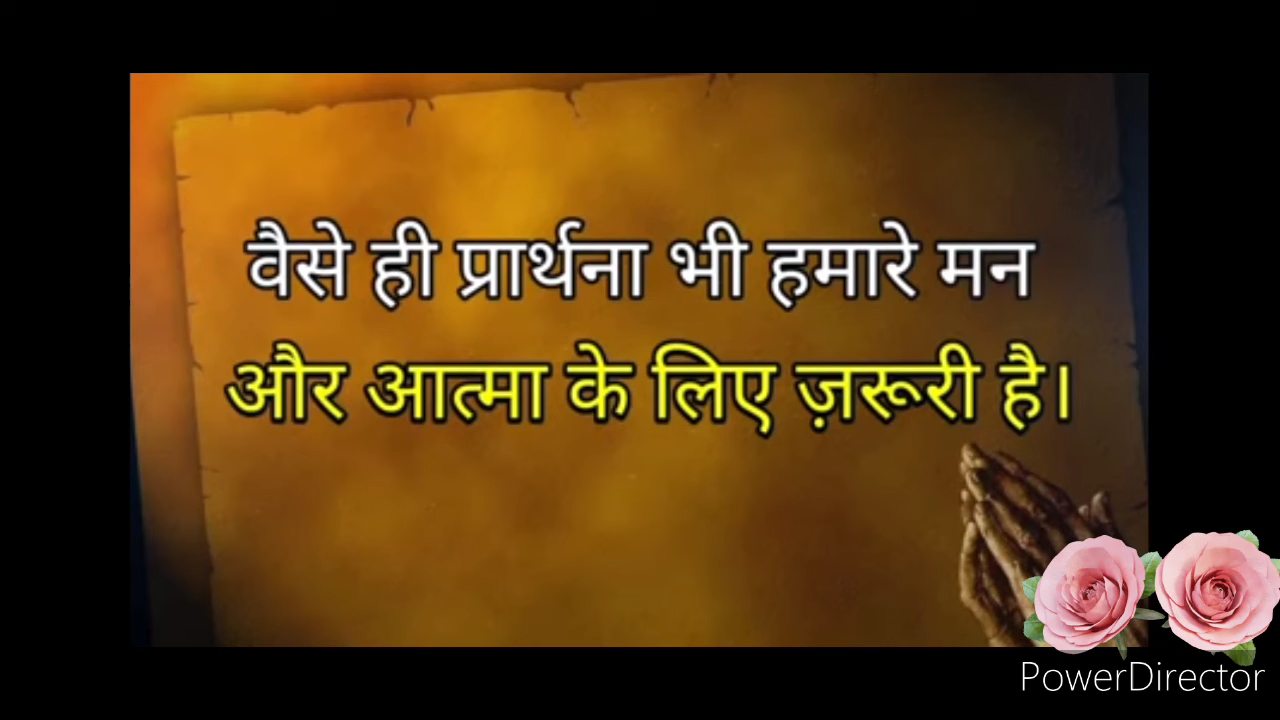 वैसे ही प्रार्थना भी हमारे मन
और आत्मा के लिए ज़रूरी है।
PowerDirector